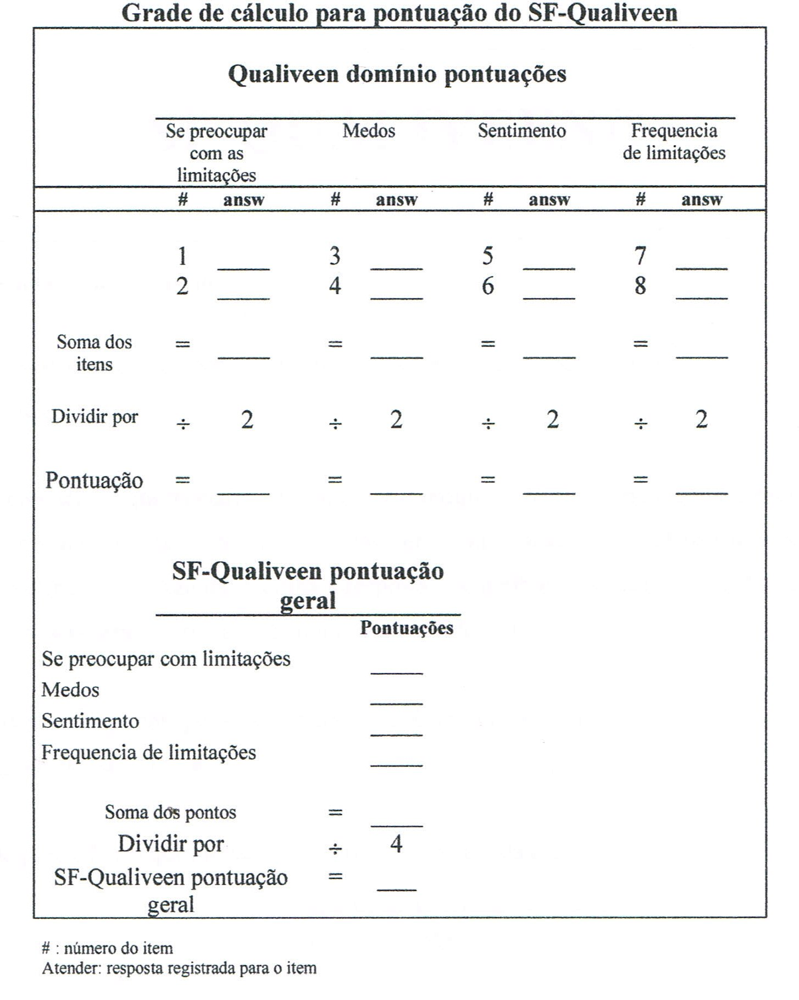 Grade de cálculo para pontuação do SF-Qualiveen
Qualiveen domínio pontuações
Se preocupar com as limitações Medos Sentimento Frequencia de limitações
# answ # answ # answ # answ
1 ____ 3 ____ 5 ____ 7 ____
2 ____ 4 ____ 6 ____ 8 ____
Soma dos itens = ____ = ____ = ____ = ____
Dividir por ÷ 2 ÷ 2 ÷ 2 ÷ 2
Pontuação = ____ = ____ = ____ = ____
SF-Qualiveen pontuação
geral
Pontuações
Se preocupar com limitações ____
Medos ____
Sentimento ____
Frequencia de limitações ____
Soma dos pontos = ____
Dividir por ÷ 4
SF-Qualiveen pontuação = ___
geral
# : número do item
Atender: resposta registrada para o item